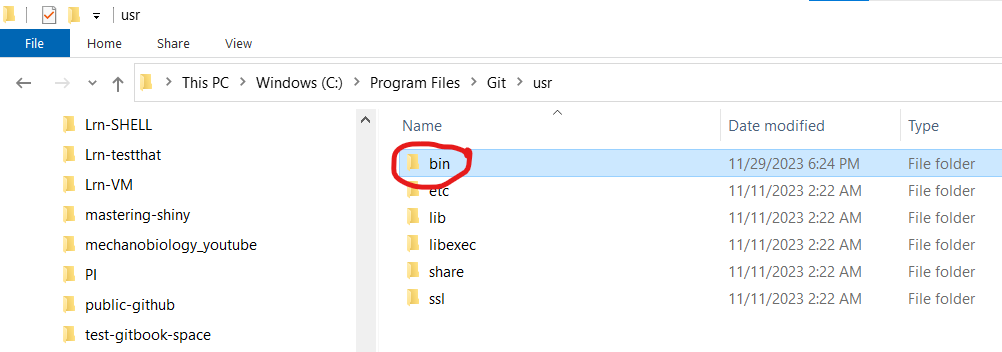 usr
File Home Share View
This PC > Windows (C:) > Program Files > Git > usr
Lrn-SHELL
Lrn-testthat
Lrn-VM
mastering-shiny
mechanobiology_youtube
PI
public-github
test-gitbook-space
Name Date modified Type
bin 11/29/2023 6:24 PM File folder
etc 11/11/2023 2:22 AM File folder
lib 11/11/2023 2:22 AM File folder
libexec 11/11/2023 2:22 AM File folder
share 11/11/2023 2:22 AM File folder
ssl 11/11/2023 2:22 AM File folder